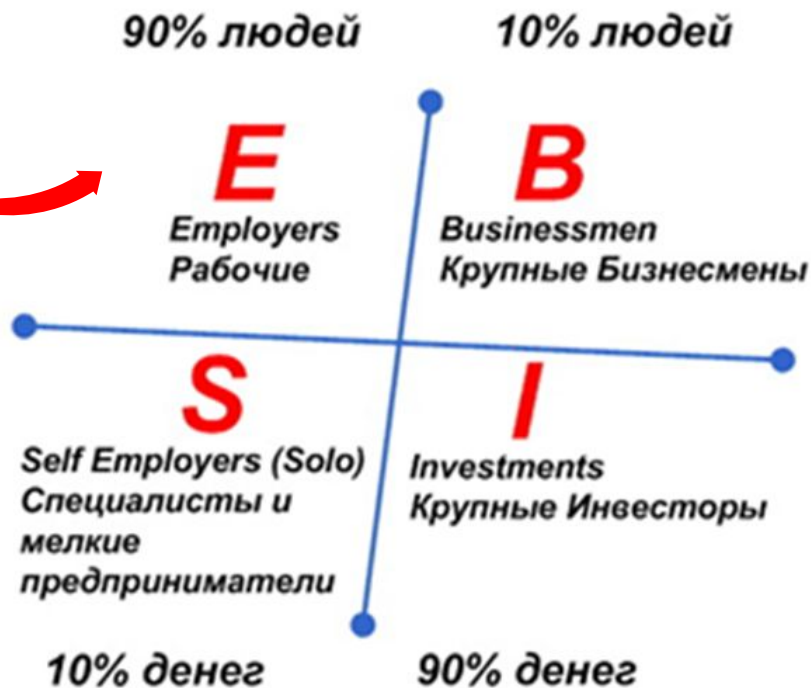 90% людей
10% людей
E
Employers
Рабочие
B
Businessmen
Крупные Бизнесмены
S
Self Employers (Solo)
Специалисты и
мелкие
предприниматели
I
Investments
Крупные Инвесторы
10% денег
90% денег